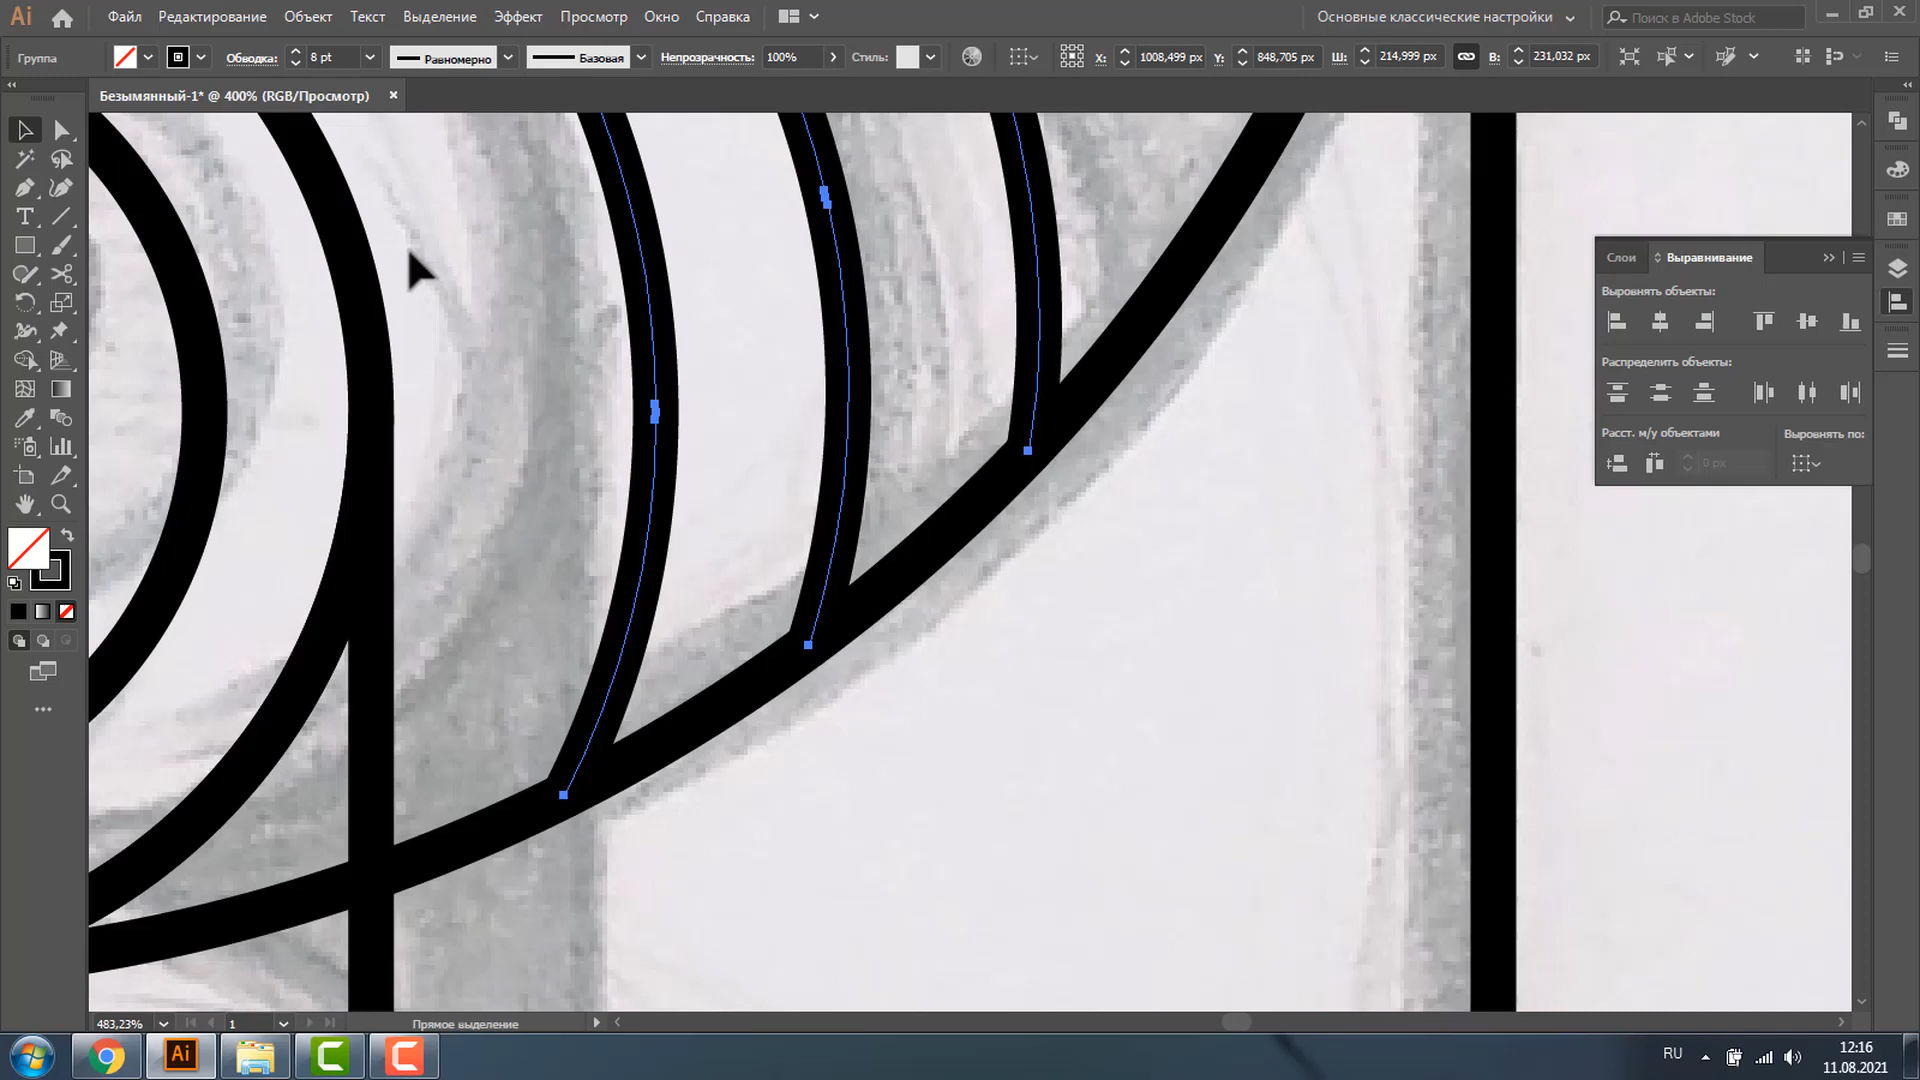 Ai Файл Редактирование Объект Текст Выделение Эффект Просмотр Окно Справка Основные классические настройки Поиск в Adobe Stock
Группа Обводка: 8 pt Равномерно Базовая Непрозрачность: 100% Стиль: X: 1008,499 px Y: 848,705 px Ш: 214,999 px В: 231,032 px
Безымянный-1* @ 400% (RGB/Просмотр) ×
Слои Выравнивание
Выровнять объекты:
Распределить объекты:
Расст. м/у объектами Выровнять по:
0 px
483,23% 1 Прямое выделение
Ai C C RU 12:16
11.08.2021